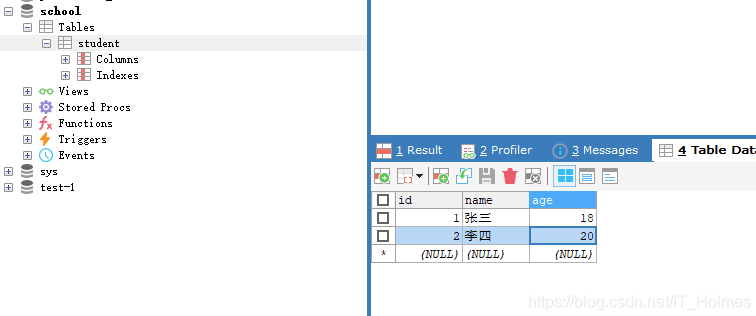 school
Tables
student
Columns
Indexes
Views
Stored Procs
Functions
Triggers
Events
sys
test-1
1 Result 2 Profiler 3 Messages 4 Table Data
id name age
1 张三 18
2 李四 20
* (NULL) (NULL) (NULL)
https://blog.csdn.net/IT_Holmes